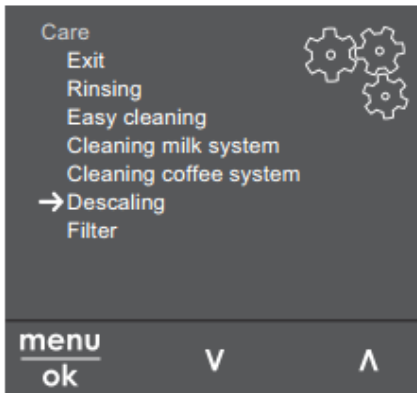 Care
Exit
Rinsing
Easy cleaning
Cleaning milk system
Cleaning coffee system
Descaling
Filter
menu
ok